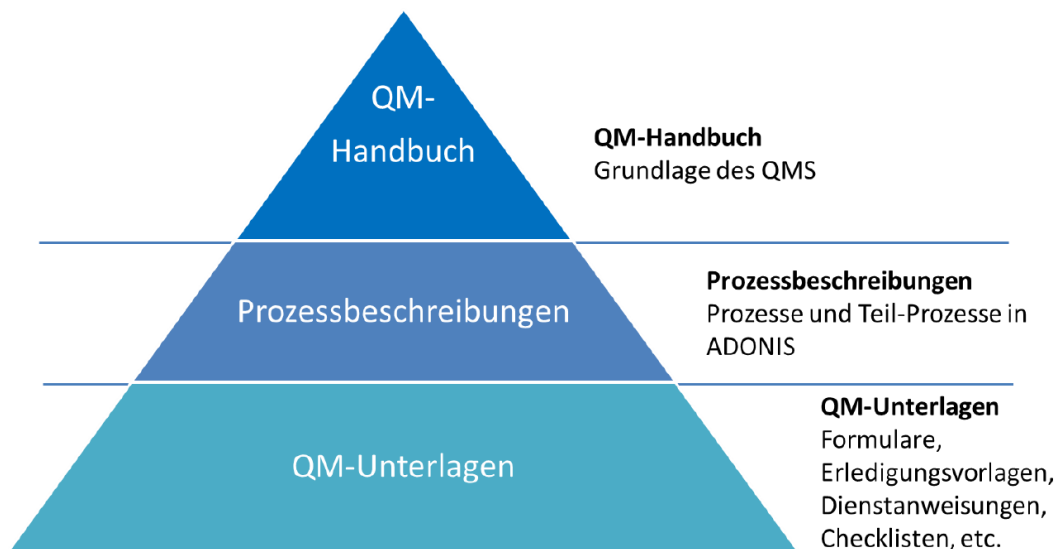 QM-
Handbuch
QM-Handbuch
Grundlage des QMS
Prozessbeschreibungen
Prozessbeschreibungen
Prozesse und Teil-Prozesse in
ADONIS
QM-Unterlagen
QM-Unterlagen
Formulare,
Erledigungsvorlagen,
Dienstanweisungen,
Checklisten, etc.